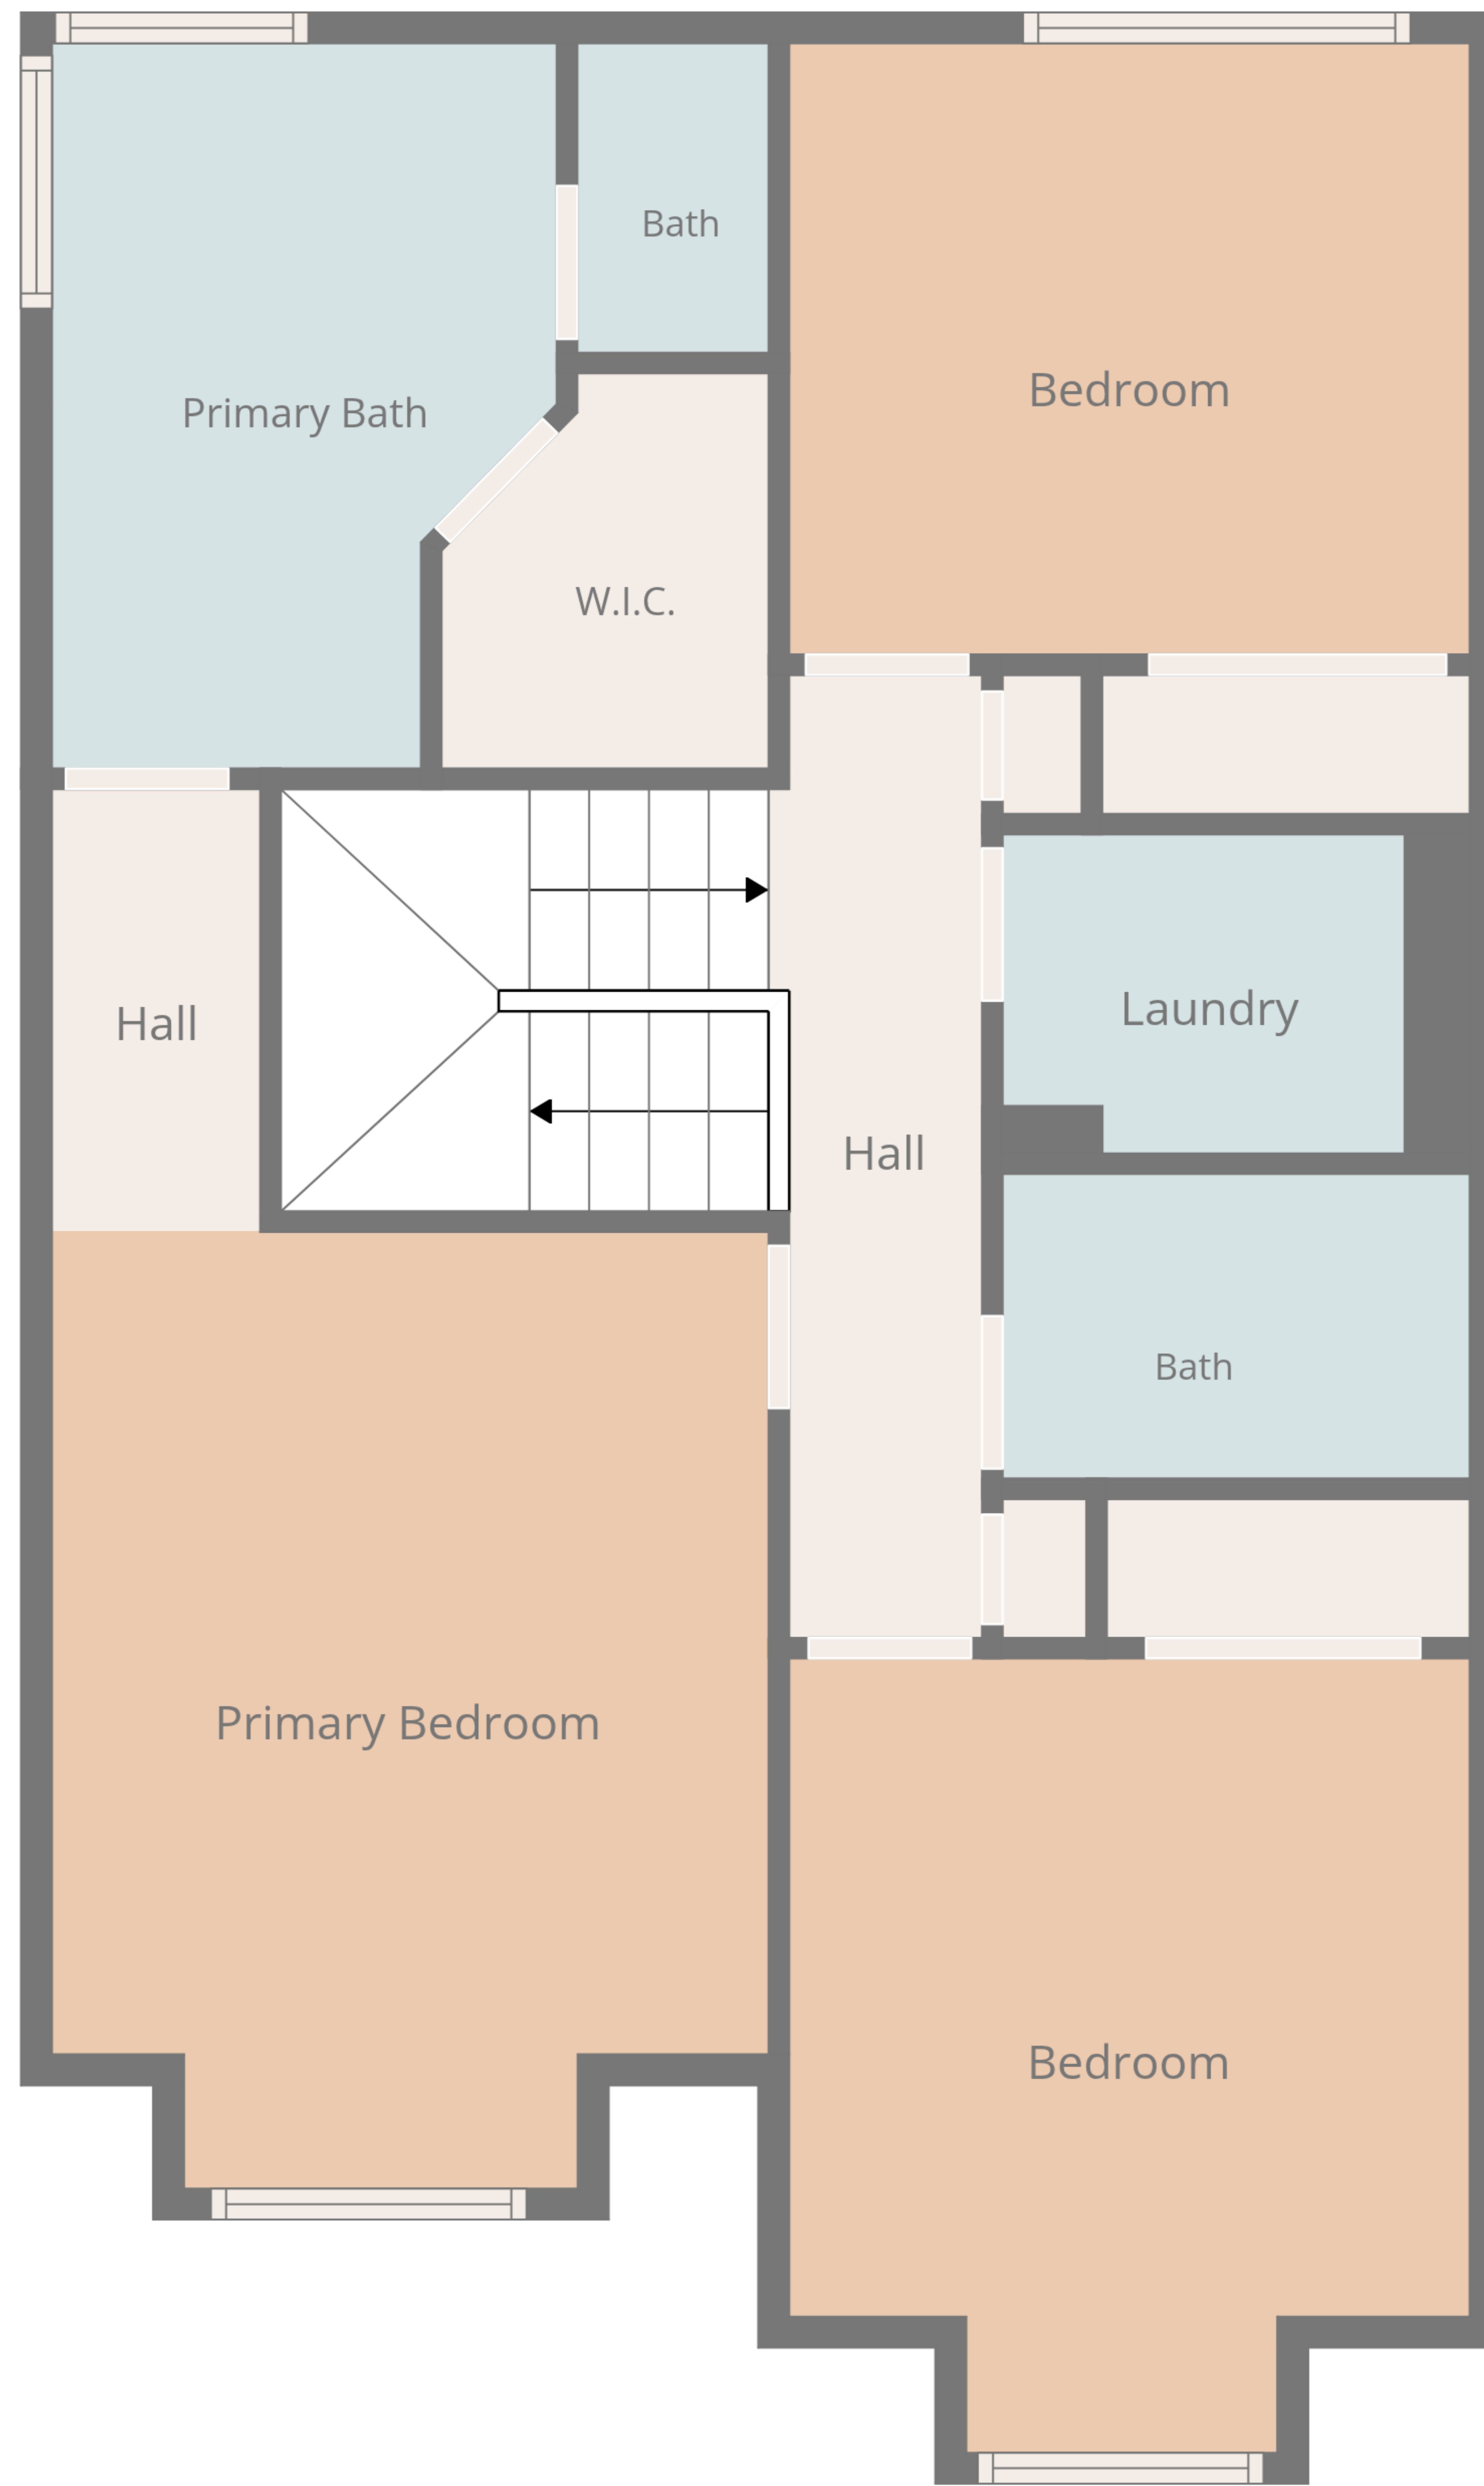 Bath
Bedroom
Primary Bath
W.I.C.
Laundry
Hall
Hall
Bath
Primary Bedroom
Bedroom